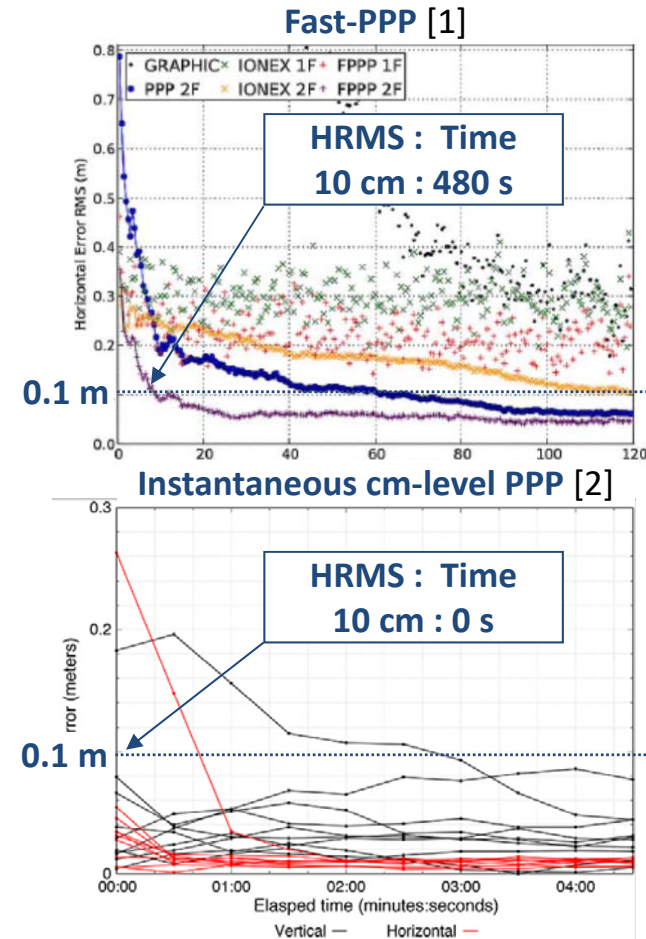 Fast-PPP [1]
0.8
0.7
0.6
0.5
0.4
0.3
0.2
0.1 m
0.0
Horizontal Error RMS (m)
GRAPHIC IONEX 1F FPPP 1F
PPP 2F IONEX 2F FPPP 2F
HRMS : Time
10 cm : 480 s
0 20 40 60 80 100 120
Instantaneous cm-level PPP [2]
0.3
0.2
0.1 m
0
rror (meters)
HRMS : Time
10 cm : 0 s
00:00 01:00 02:00 03:00 04:00
Elasped time (minutes:seconds)
Vertical — Horizontal —